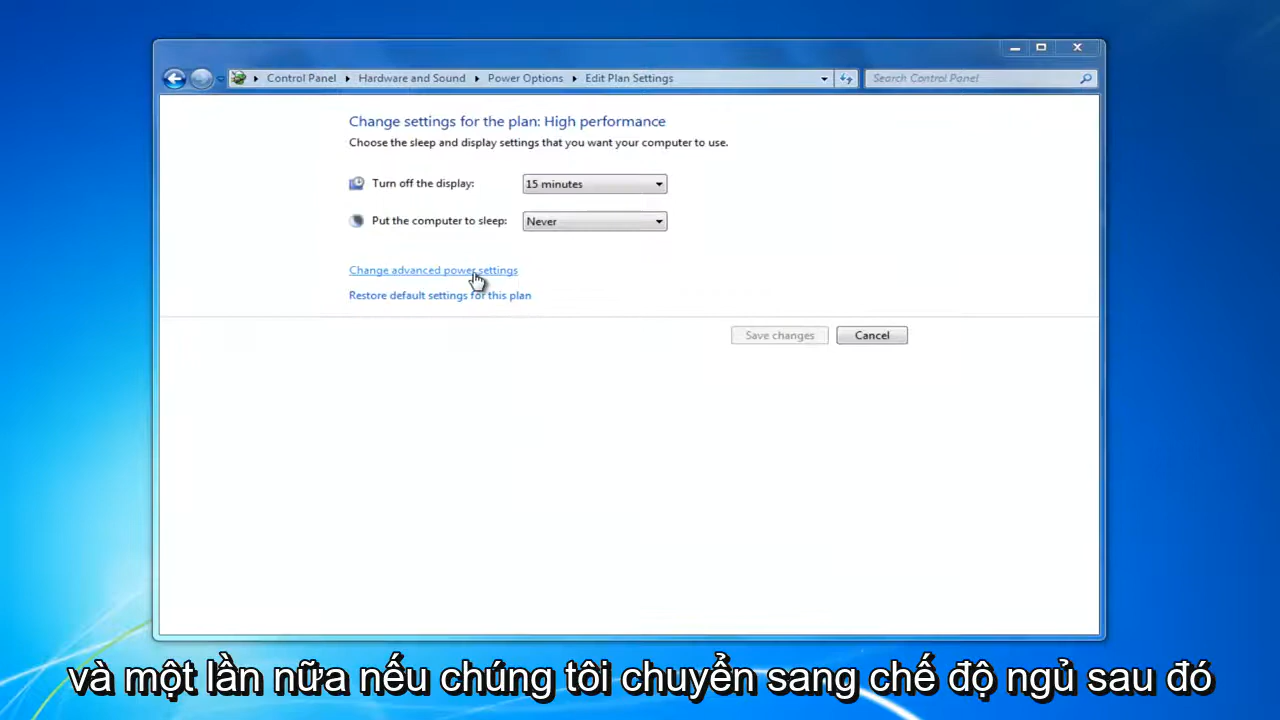 Control Panel Hardware and Sound Power Options Edit Plan Settings Search Control Panel
Change settings for the plan: High performance
Choose the sleep and display settings that you want your computer to use.
Turn off the display: 15 minutes
Put the computer to sleep: Never
Change advanced power settings
Restore default settings for this plan
Save changes Cancel
và một lần nữa nếu chúng tôi chuyển sang chế độ ngủ sau đó